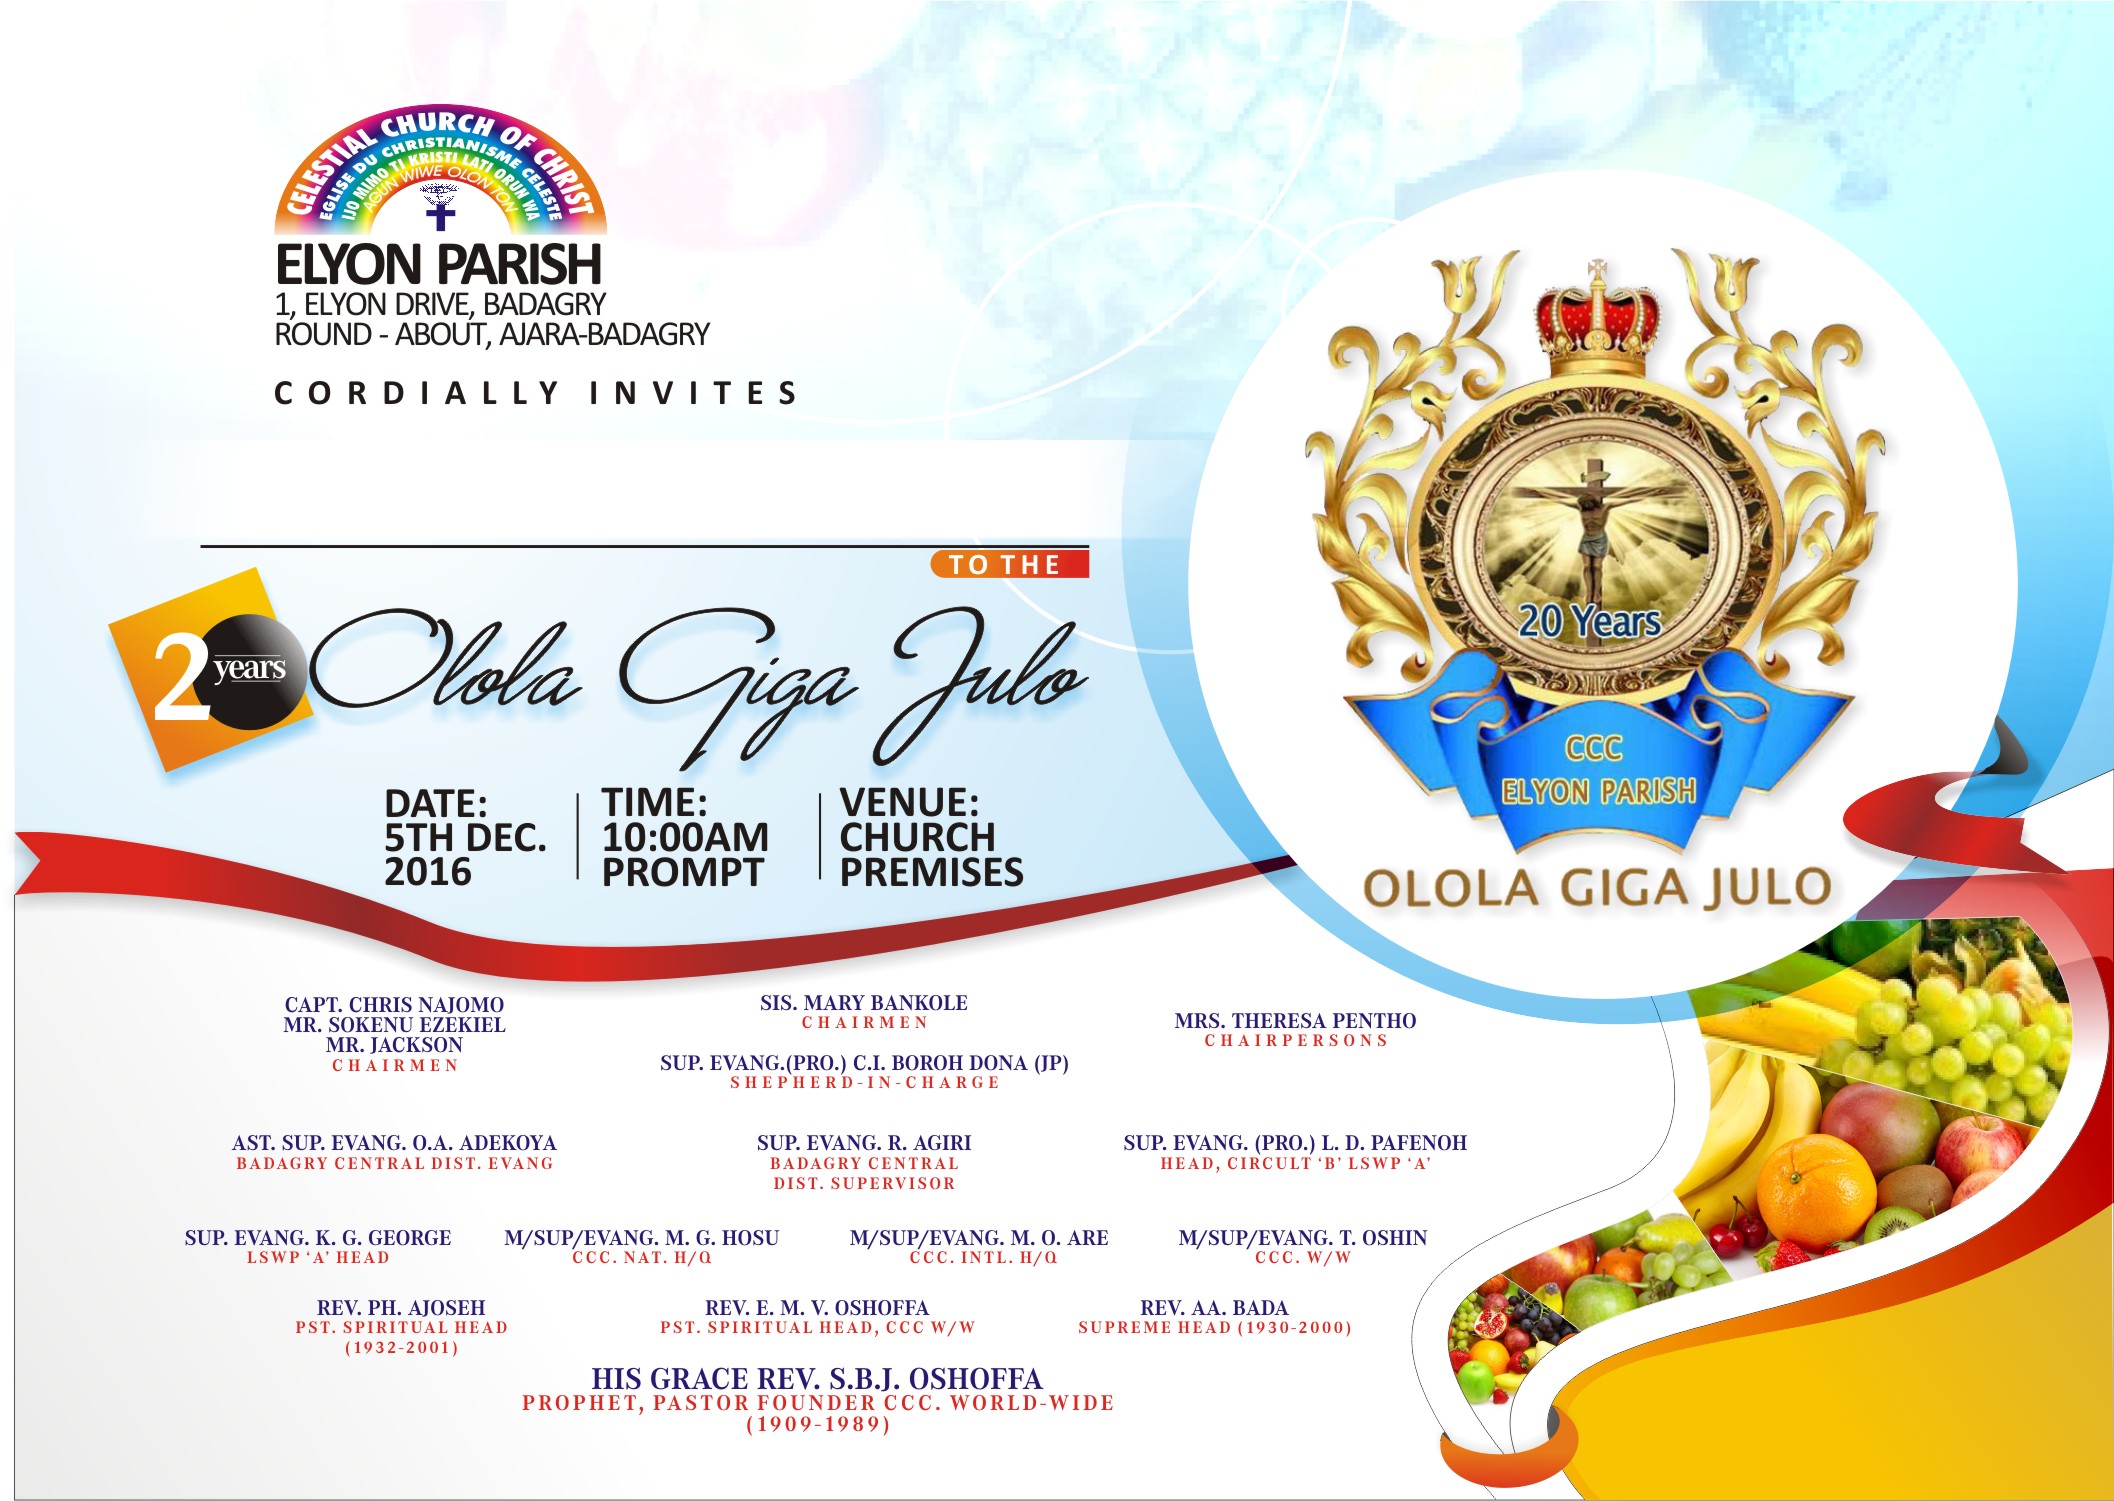 CELESTIAL CHURCH OF CHRIST
EGLISE DU CHRISTIANISME CELESTE
IJO MIMO TI KRISTI LATI ORUN WA
AGUN WIWE OLON TON
ELYON PARISH
1, ELYON DRIVE, BADAGRY
ROUND - ABOUT, AJARA-BADAGRY
CORDIALLY INVITES
TO THE
20 years
Olola Giga Julo
DATE:
5TH DEC.
2016
TIME:
10:00AM
PROMPT
VENUE:
CHURCH
PREMISES
20 Years
CCC
ELYON PARISH
OLOLA GIGA JULO
CAPT. CHRIS NAJOMO
MR. SOKENU EZEKIEL
MR. JACKSON
CHAIRMEN
SIS. MARY BANKOLE
CHAIRMEN
MRS. THERESA PENTHO
CHAIRPERSONS
SUP. EVANG.(PRO.) C.I. BOROH DONA (JP)
SHEPHERD-IN-CHARGE
AST. SUP. EVANG. O.A. ADEKOYA
BADAGRY CENTRAL DIST. EVANG
SUP. EVANG. R. AGIRI
BADAGRY CENTRAL
DIST. SUPERVISOR
SUP. EVANG. (PRO.) L. D. PAFENOH
HEAD, CIRCULT ‘B’ LSWP ‘A’
SUP. EVANG. K. G. GEORGE
LSWP ‘A’ HEAD
M/SUP/EVANG. M. G. HOSU
CCC. NAT. H/Q
M/SUP/EVANG. M. O. ARE
CCC. INTL. H/Q
M/SUP/EVANG. T. OSHIN
CCC. W/W
REV. PH. AJOSEH
PST. SPIRITUAL HEAD
(1932-2001)
REV. E. M. V. OSHOFFA
PST. SPIRITUAL HEAD, CCC W/W
REV. AA. BADA
SUPREME HEAD (1930-2000)
HIS GRACE REV. S.B.J. OSHOFFA
PROPHET, PASTOR FOUNDER CCC. WORLD-WIDE
(1909-1989)